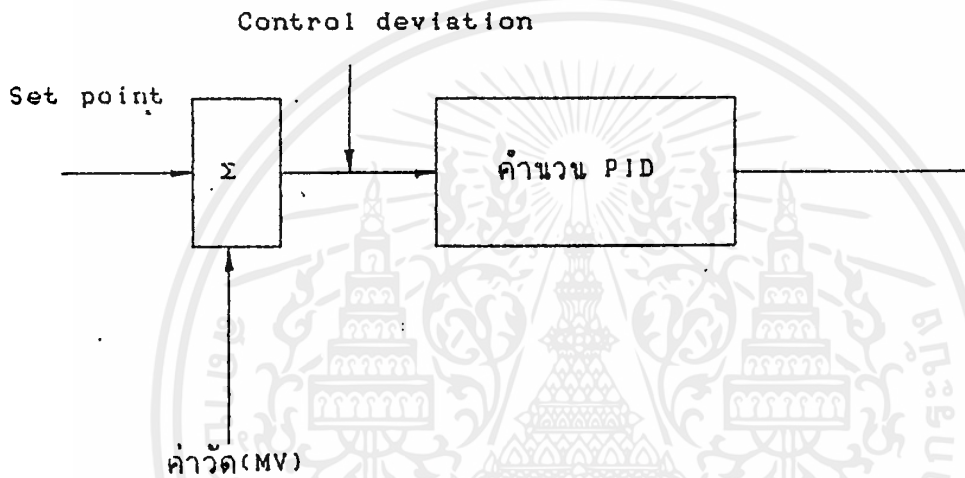 Control deviation
Set point
Σ
คำนวน PID
ค่าวัด(MV)